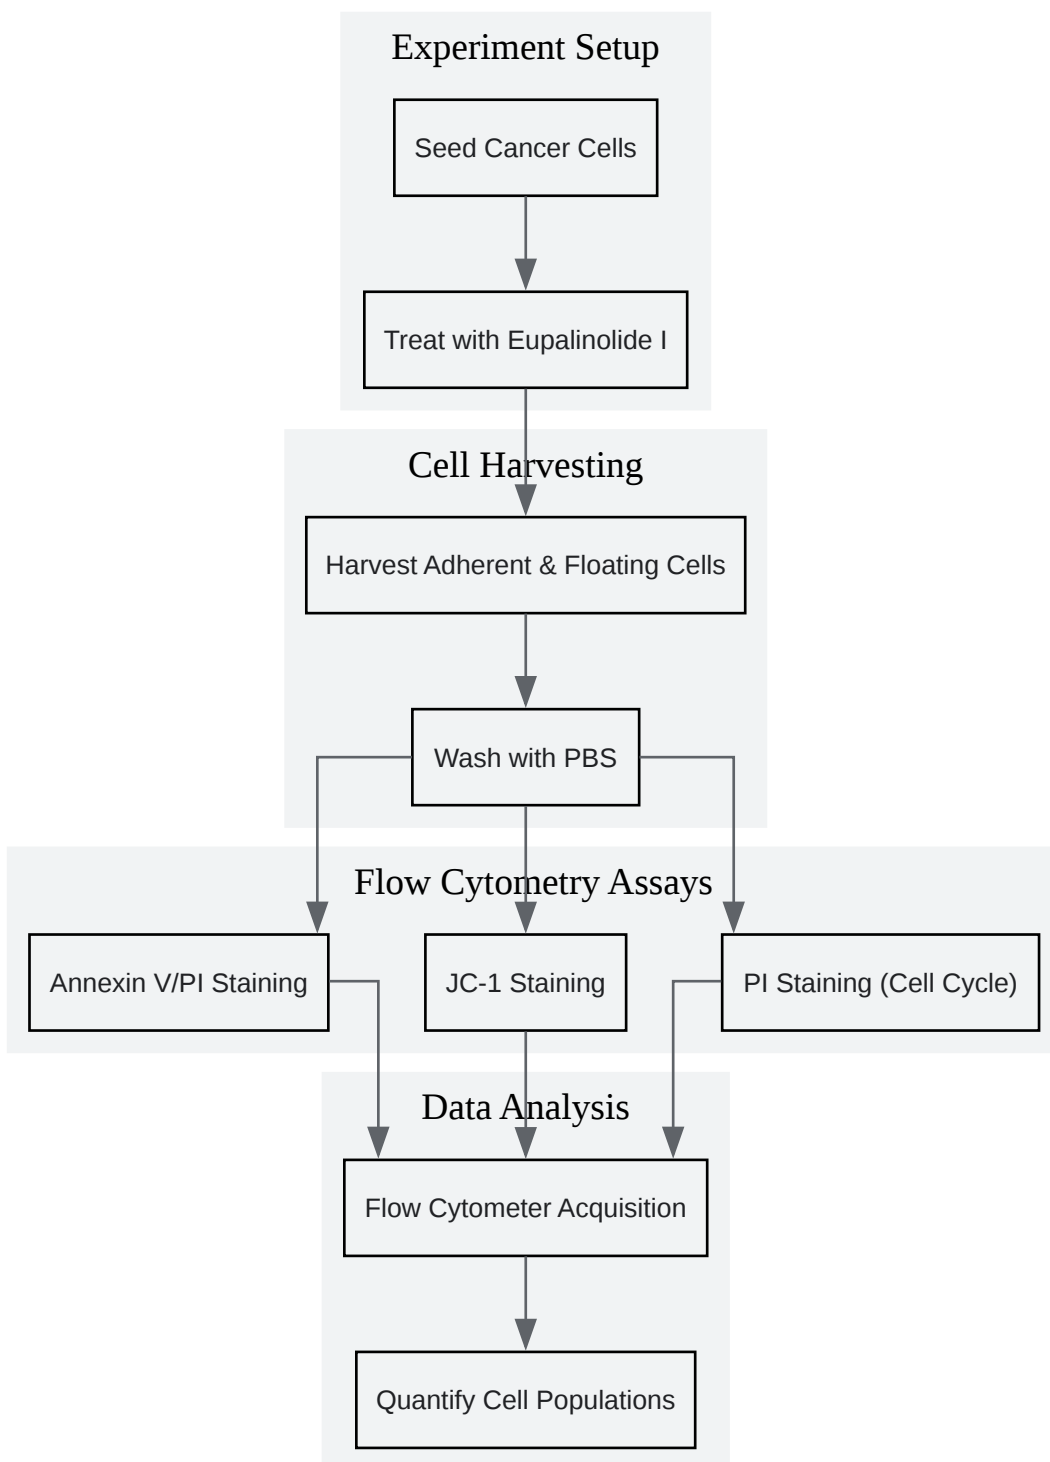 Experiment Setup
Seed Cancer Cells
Treat with Eupalinolide I
Cell Harvesting
Harvest Adherent & Floating Cells
Wash with PBS
Flow Cytometry Assays
Annexin V/PI Staining
JC-1 Staining
PI Staining (Cell Cycle)
Data Analysis
Flow Cytometer Acquisition
Quantify Cell Populations